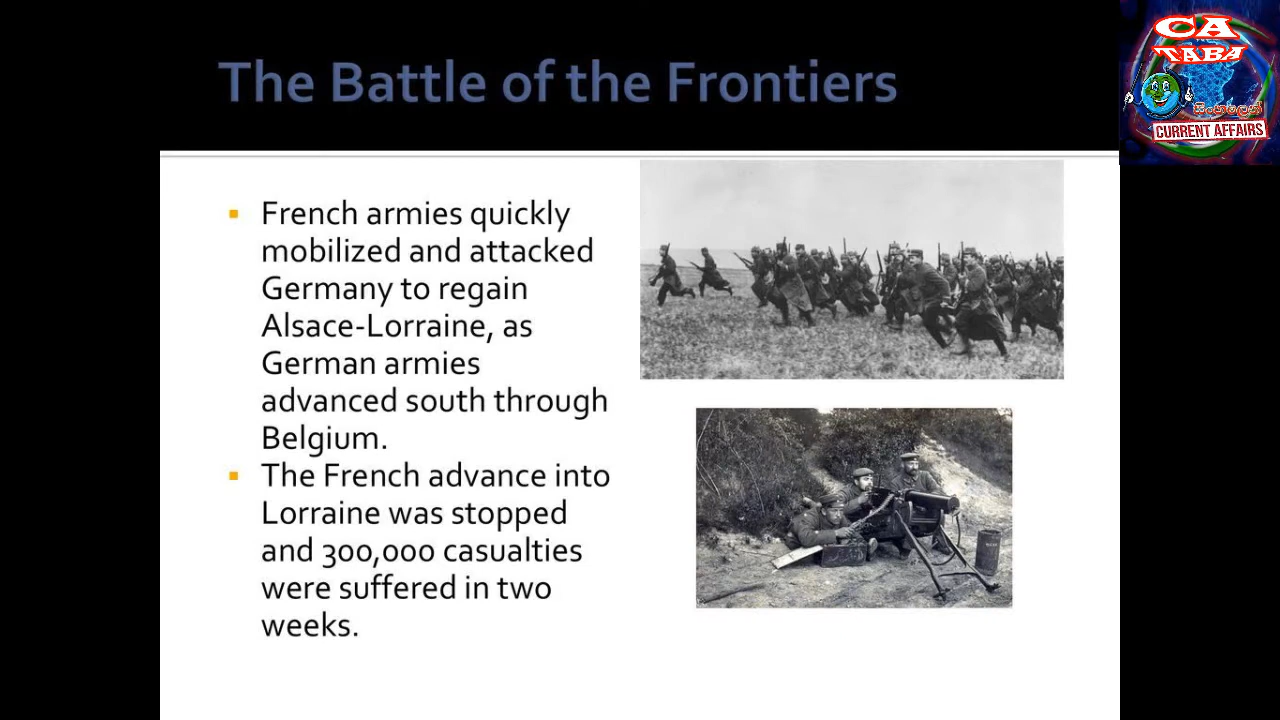 The Battle of the Frontiers
CA
TABA
සිංහලෙන්
CURRENT AFFAIRS
▪ French armies quickly
mobilized and attacked
Germany to regain
Alsace-Lorraine, as
German armies
advanced south through
Belgium.
▪ The French advance into
Lorraine was stopped
and 300,000 casualties
were suffered in two
weeks.